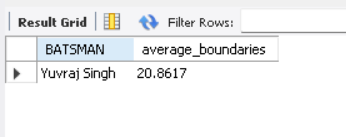 Result Grid Filter Rows:
BATSMAN average_boundaries
Yuvraj Singh 20.8617